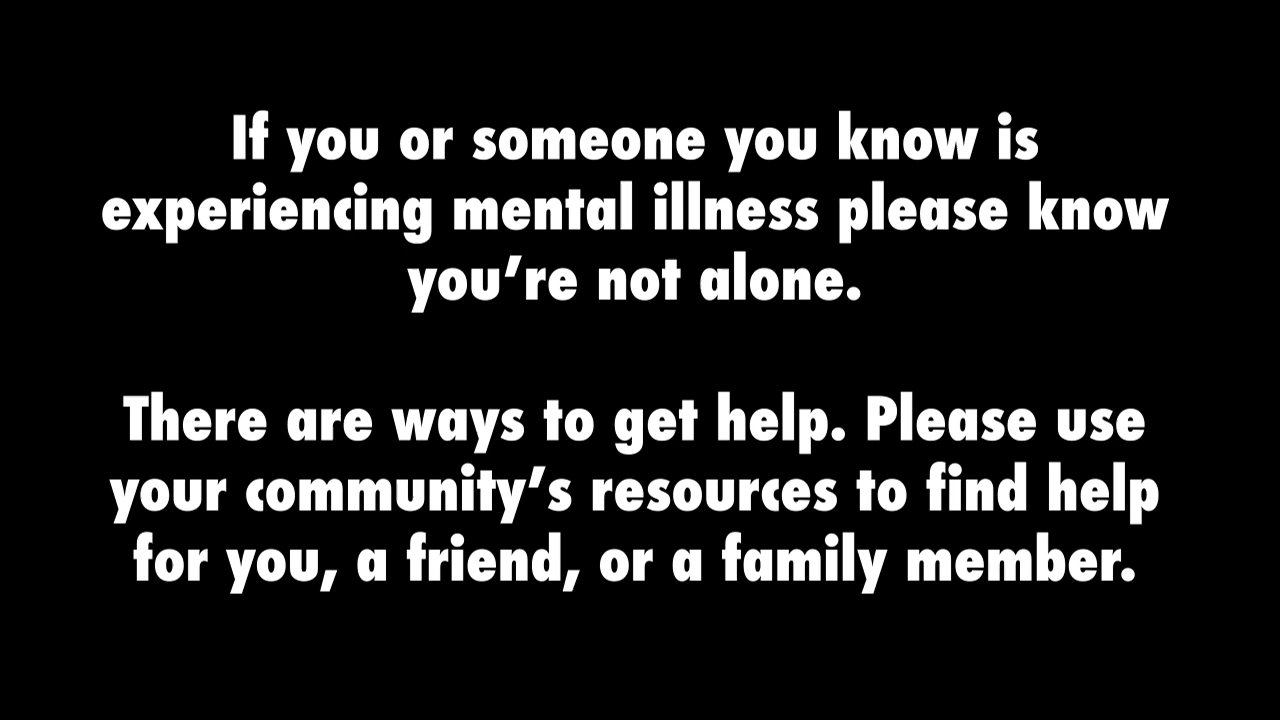 If you or someone you know is
experiencing mental illness please know
you’re not alone.
There are ways to get help. Please use
your community’s resources to find help
for you, a friend, or a family member.